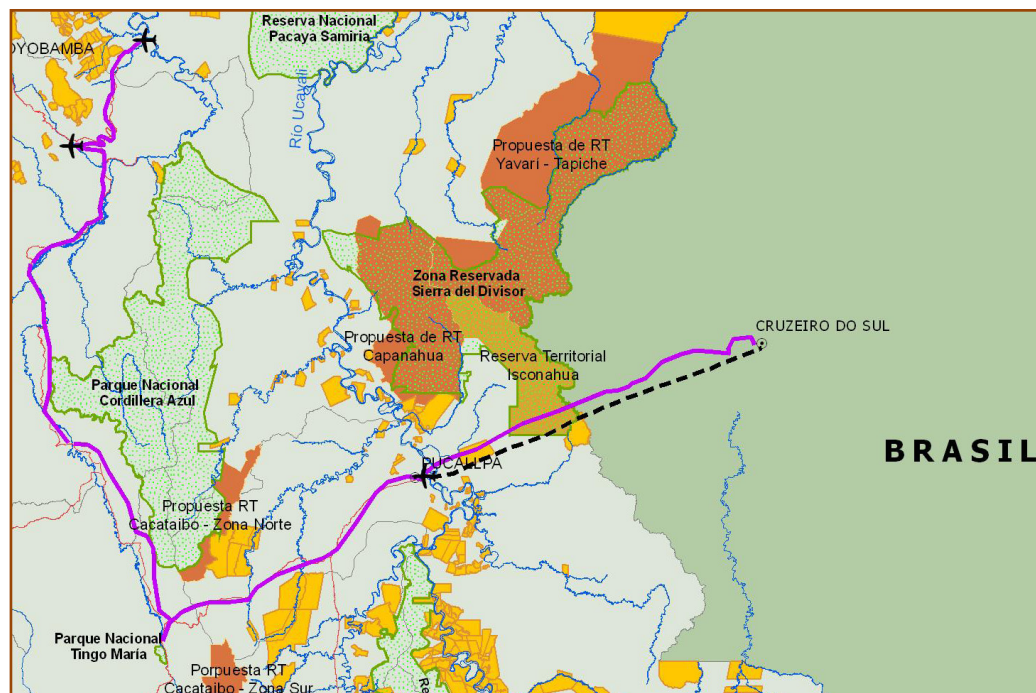 Reserva Nacional
Pacaya Samiria
OYOBAMBA
Río Ucayali
Propuesta de RT
Yavari - Tapiche
Zona Reservada
Sierra del Divisor
CRUZEIRO DO SUL
Propuesta de RT
Capanahua
Reserva Territorial
Isconahua
Parque Nacional
Cordillera Azul
BRASIL
PUCALLPA
Propuesta RT
Cacataibo - Zona Norte
Parque Nacional
Tingo María
Porpuesta RT
Cacataibo - Zona Sur
Re